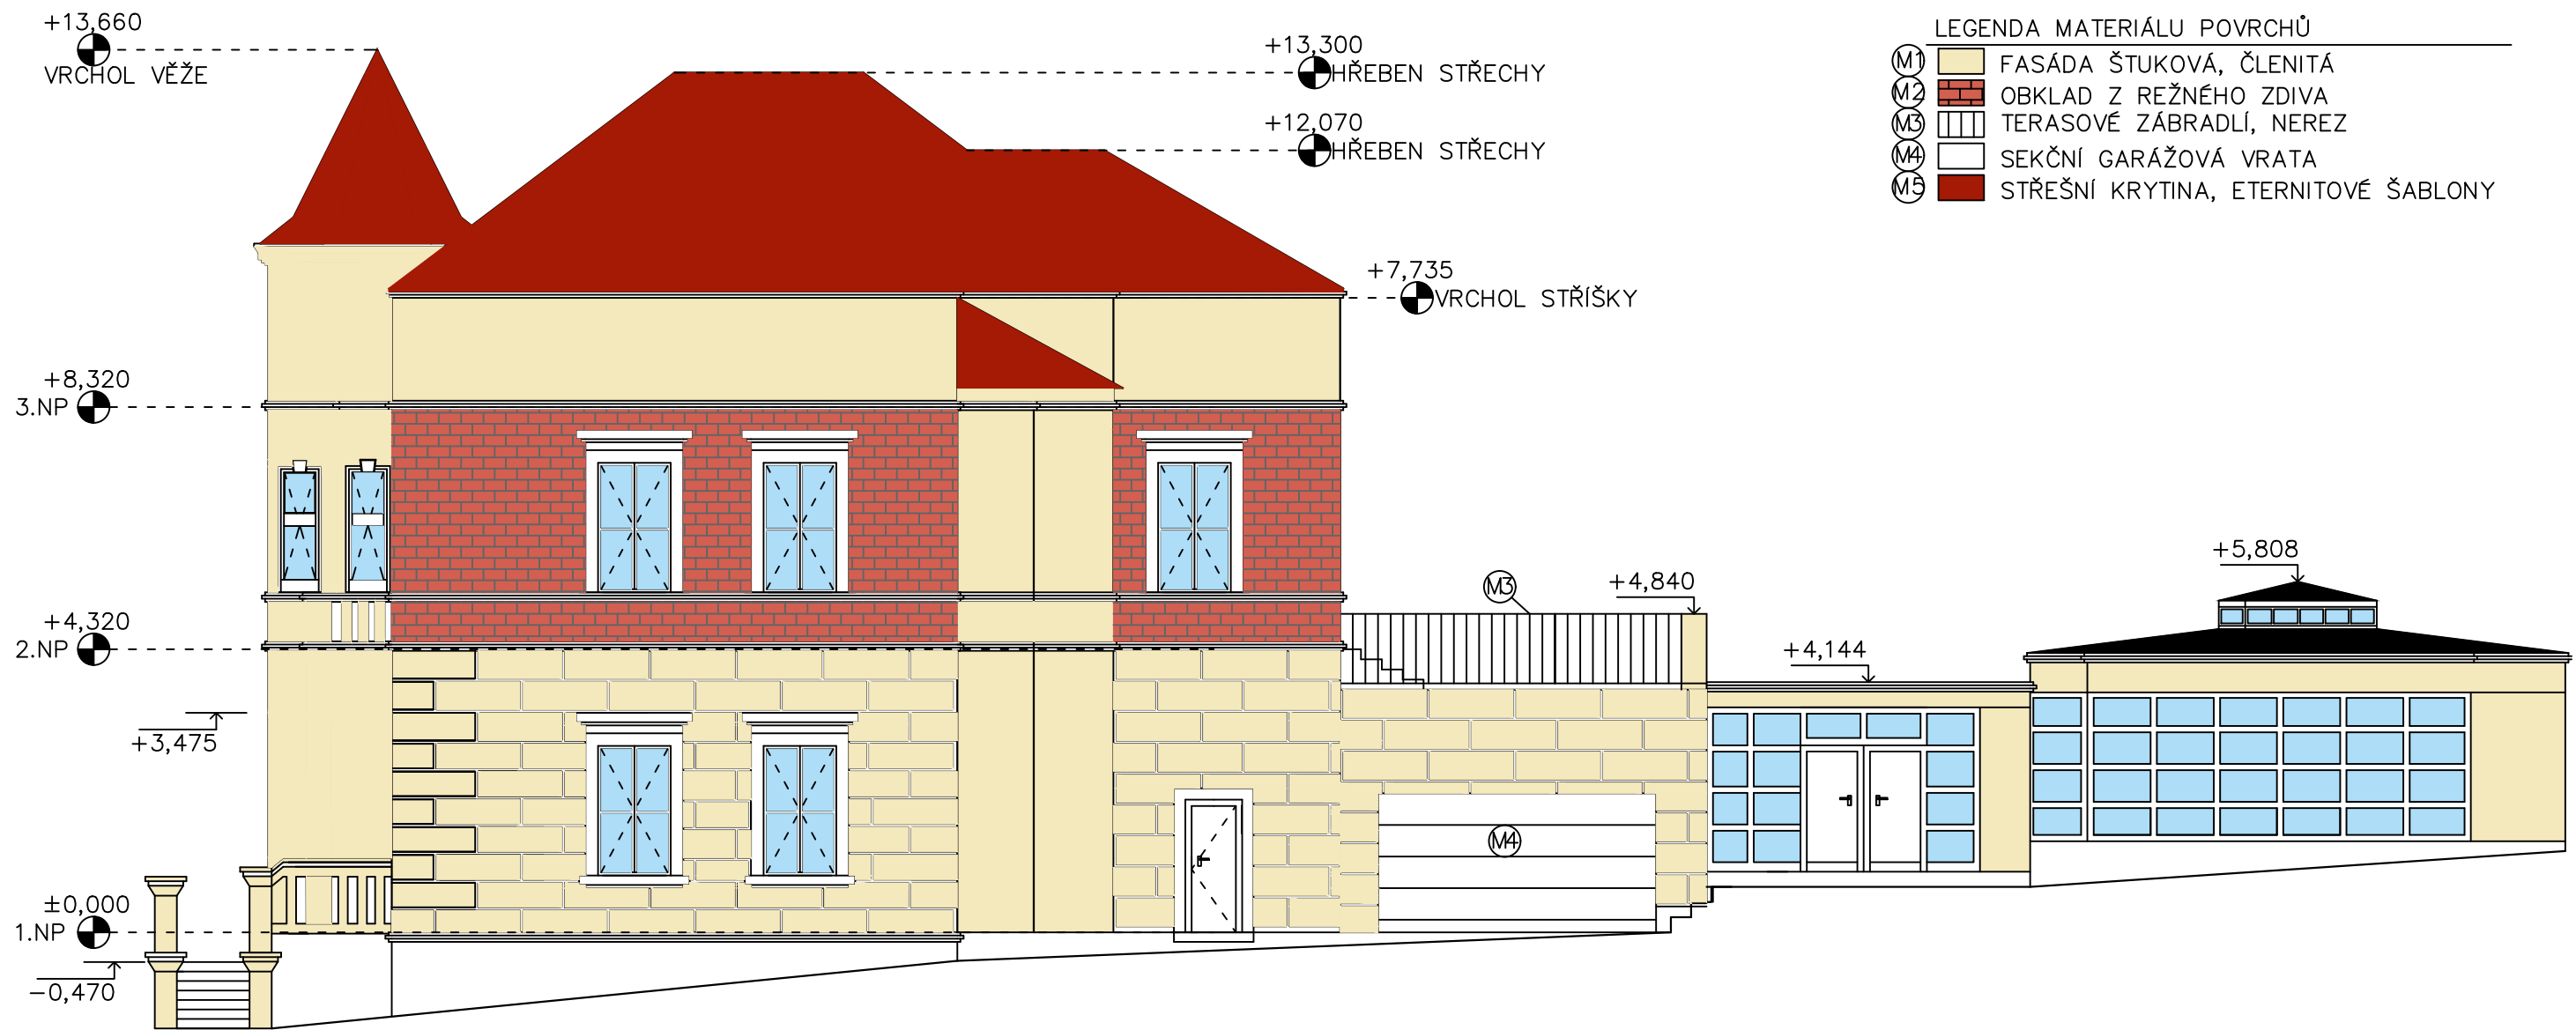 +13,660
VRCHOL VĚŽE
+13,300
HŘEBEN STŘECHY
+12,070
HŘEBEN STŘECHY
LEGENDA MATERIÁLU POVRCHŮ
M1 FASÁDA ŠTUKOVÁ, ČLENITÁ
M2 OBKLAD Z REŽNÉHO ZDIVA
M3 TERASOVÉ ZÁBRADLÍ, NEREZ
M4 SEKČNÍ GARÁŽOVÁ VRATA
M5 STŘEŠNÍ KRYTINA, ETERNITOVÉ ŠABLONY
+7,735
VRCHOL STŘÍŠKY
+8,320
3.NP
+5,808
M3
+4,840
+4,320
2.NP
+4,144
+3,475
M4
±0,000
1.NP
-0,470